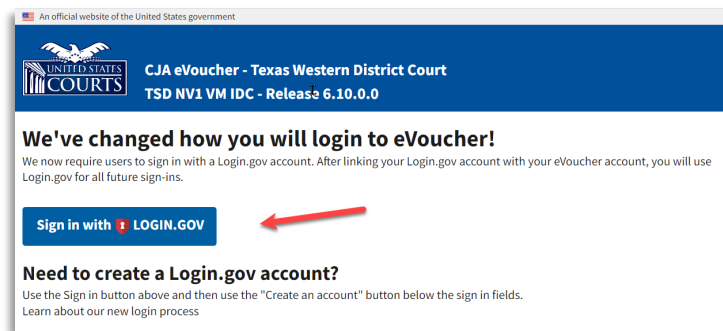 An official website of the United States government
UNITED STATES
COURTS
CJA eVoucher - Texas Western District Court
TSD NV1 VM IDC - Release 6.10.0.0
We've changed how you will login to eVoucher!
We now require users to sign in with a Login.gov account. After linking your Login.gov account with your eVoucher account, you will use
Login.gov for all future sign-ins.
Sign in with LOGIN.GOV
Need to create a Login.gov account?
Use the Sign in button above and then use the "Create an account" button below the sign in fields.
Learn about our new login process